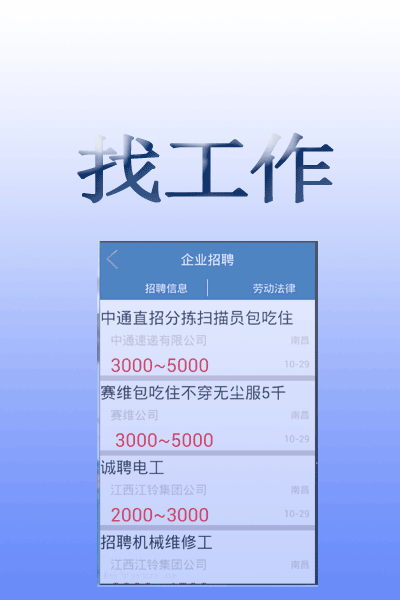 找工作
企业招聘
招聘信息 劳动法律
中通直招分拣扫描员包吃住
中通速递有限公司 南昌
3000~5000 10-29
赛维包吃住不穿无尘服5千
赛维公司 南昌
3000~5000 10-29
诚聘电工
江西江铃集团公司 南昌
2000~3000 10-29
招聘机械维修工
江西江铃集团公司 南昌